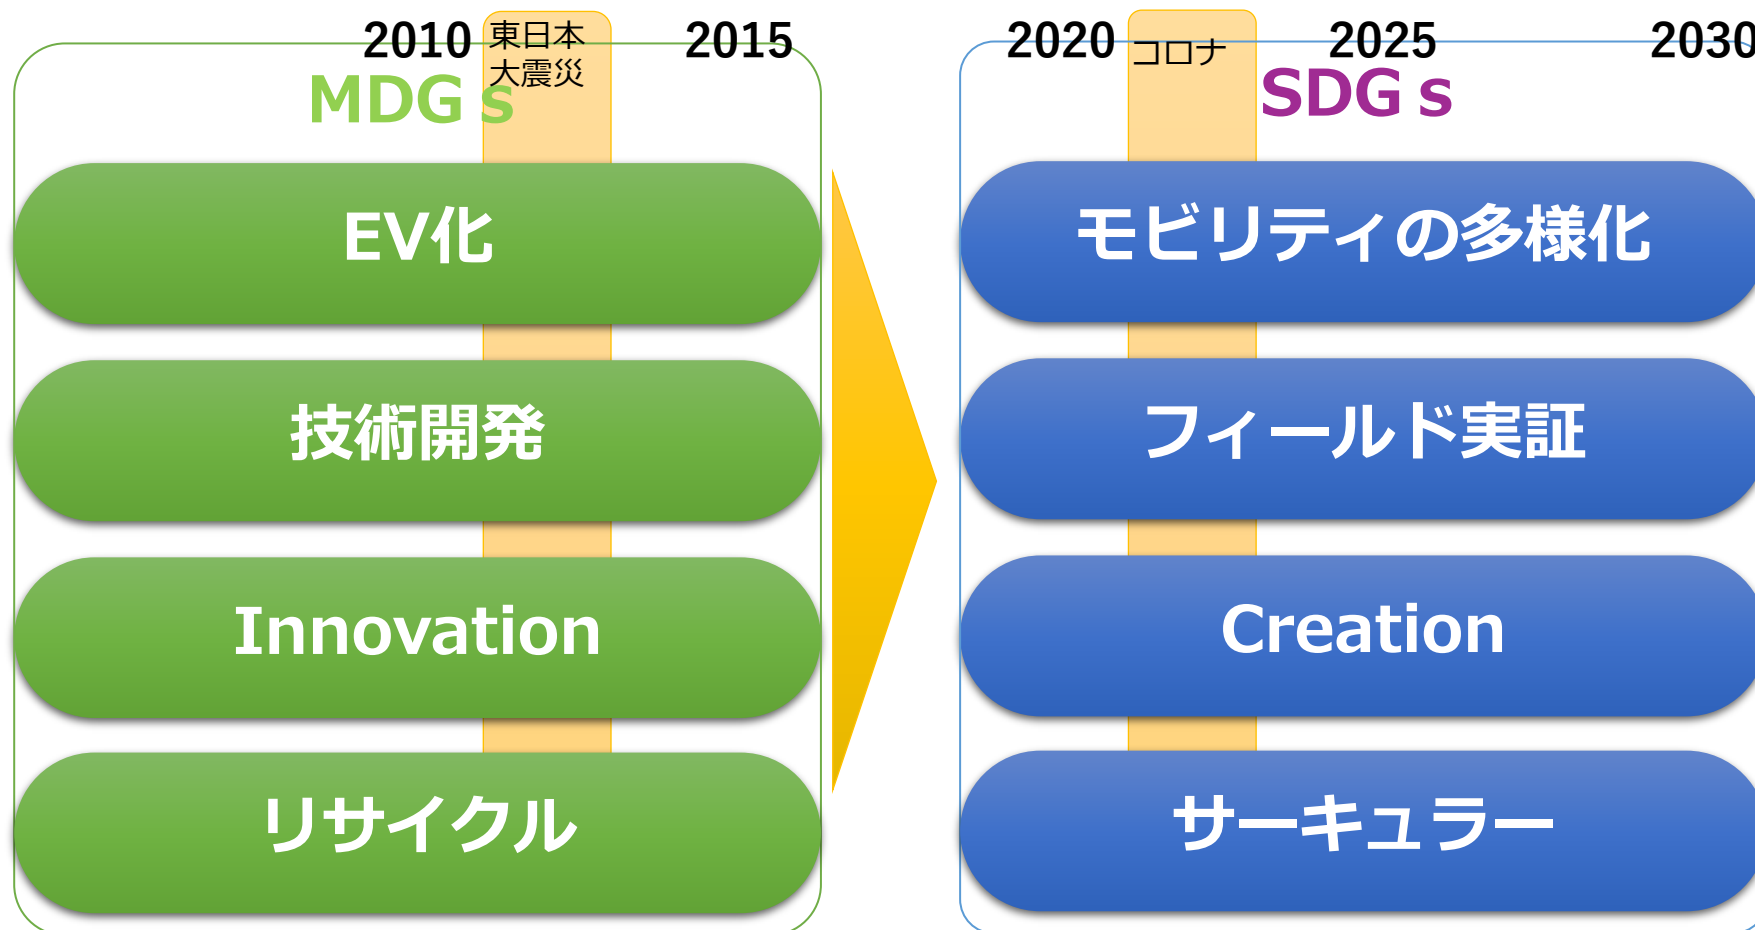 2010
東日本
大震災
2015
2020
コロナ
2025
2030
MDGｓ
SDGｓ
EV化
モビリティの多様化
技術開発
フィールド実証
Innovation
Creation
リサイクル
サーキュラー